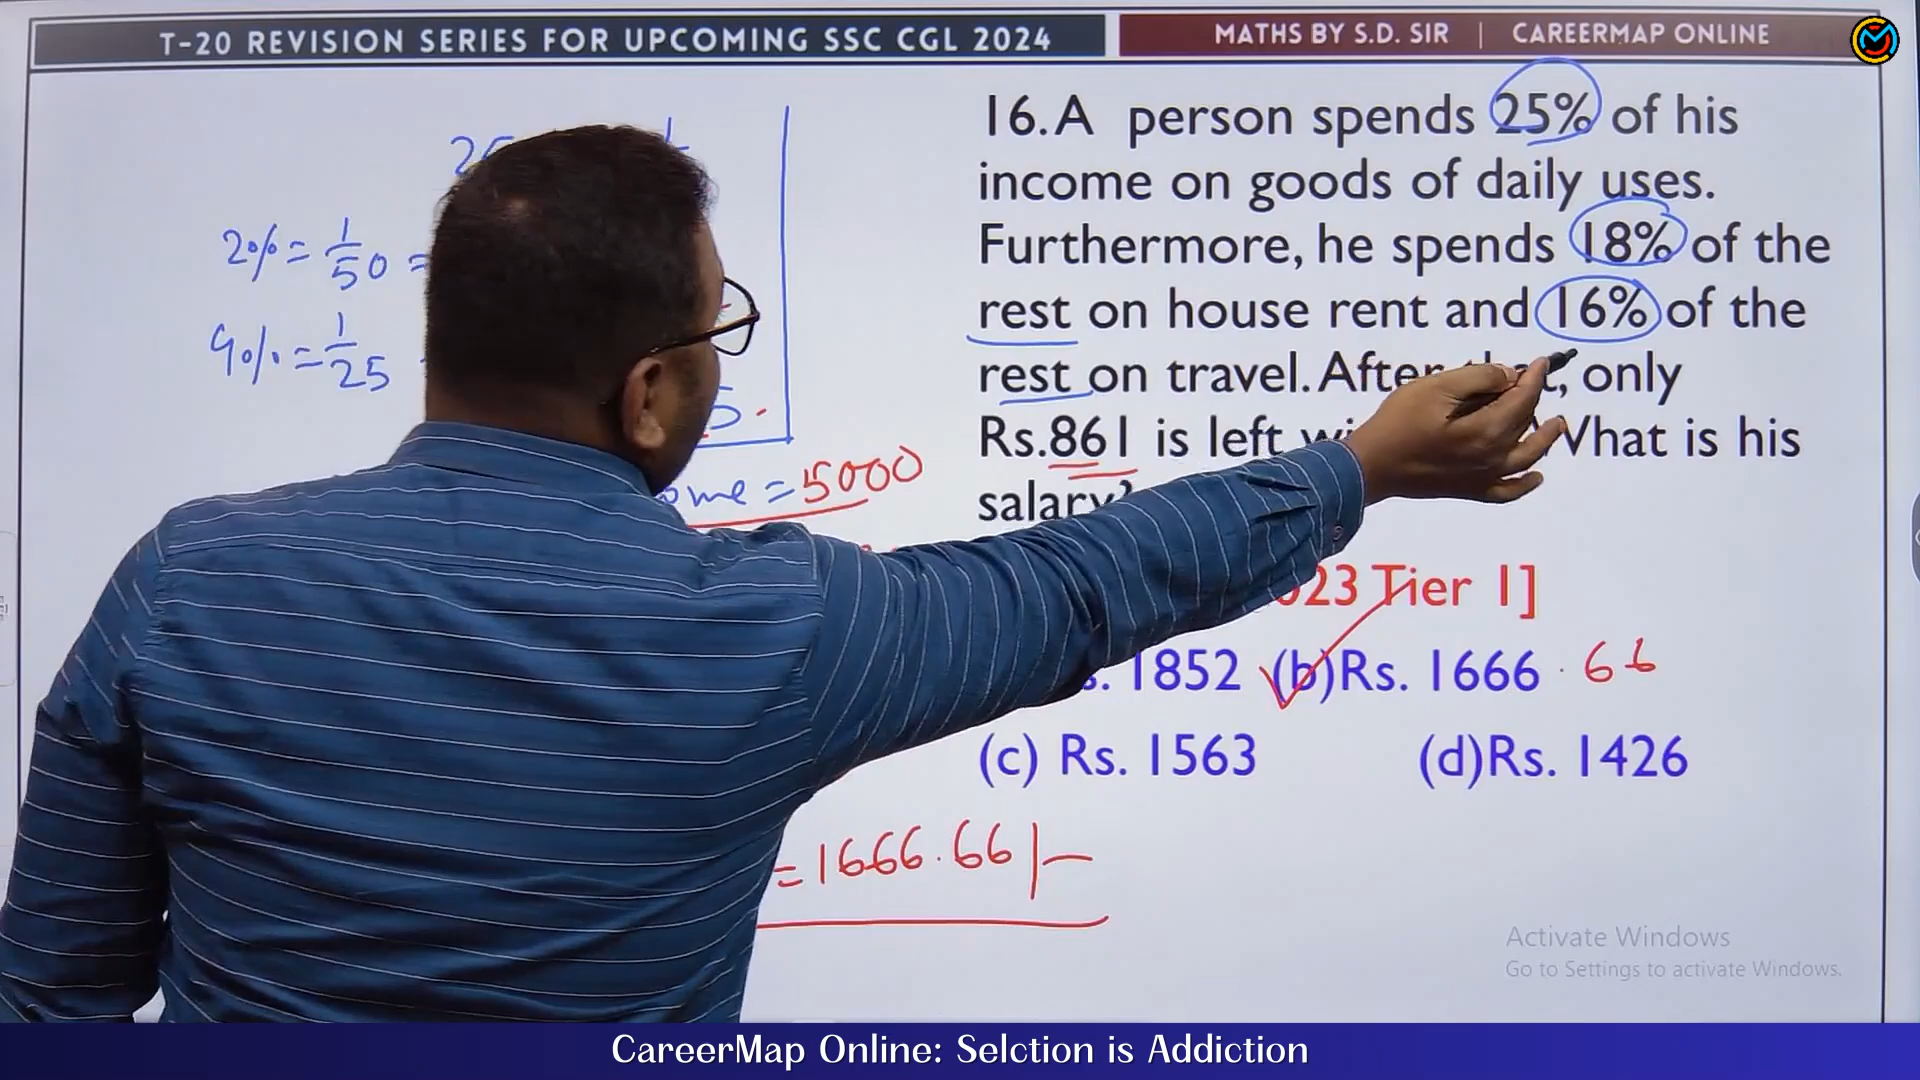 T-20 REVISION SERIES FOR UPCOMING SSC CGL 2024
MATHS BY S.D. SIR | CAREERMAP ONLINE
16. A person spends 25% of his
income on goods of daily uses.
Furthermore, he spends 18% of the
rest on house rent and 16% of the
rest on travel. After only
Rs. 861 is left What is his
salary?
Tier 1]
1852 (b) Rs. 1666 .66
(c) Rs. 1563 (d) Rs. 1426
2% = 1/50 =
4% = 1/25
= 5000
= 1666.66/-
Activate Windows
Go to Settings to activate Windows.
CareerMap Online: Selction is Addiction